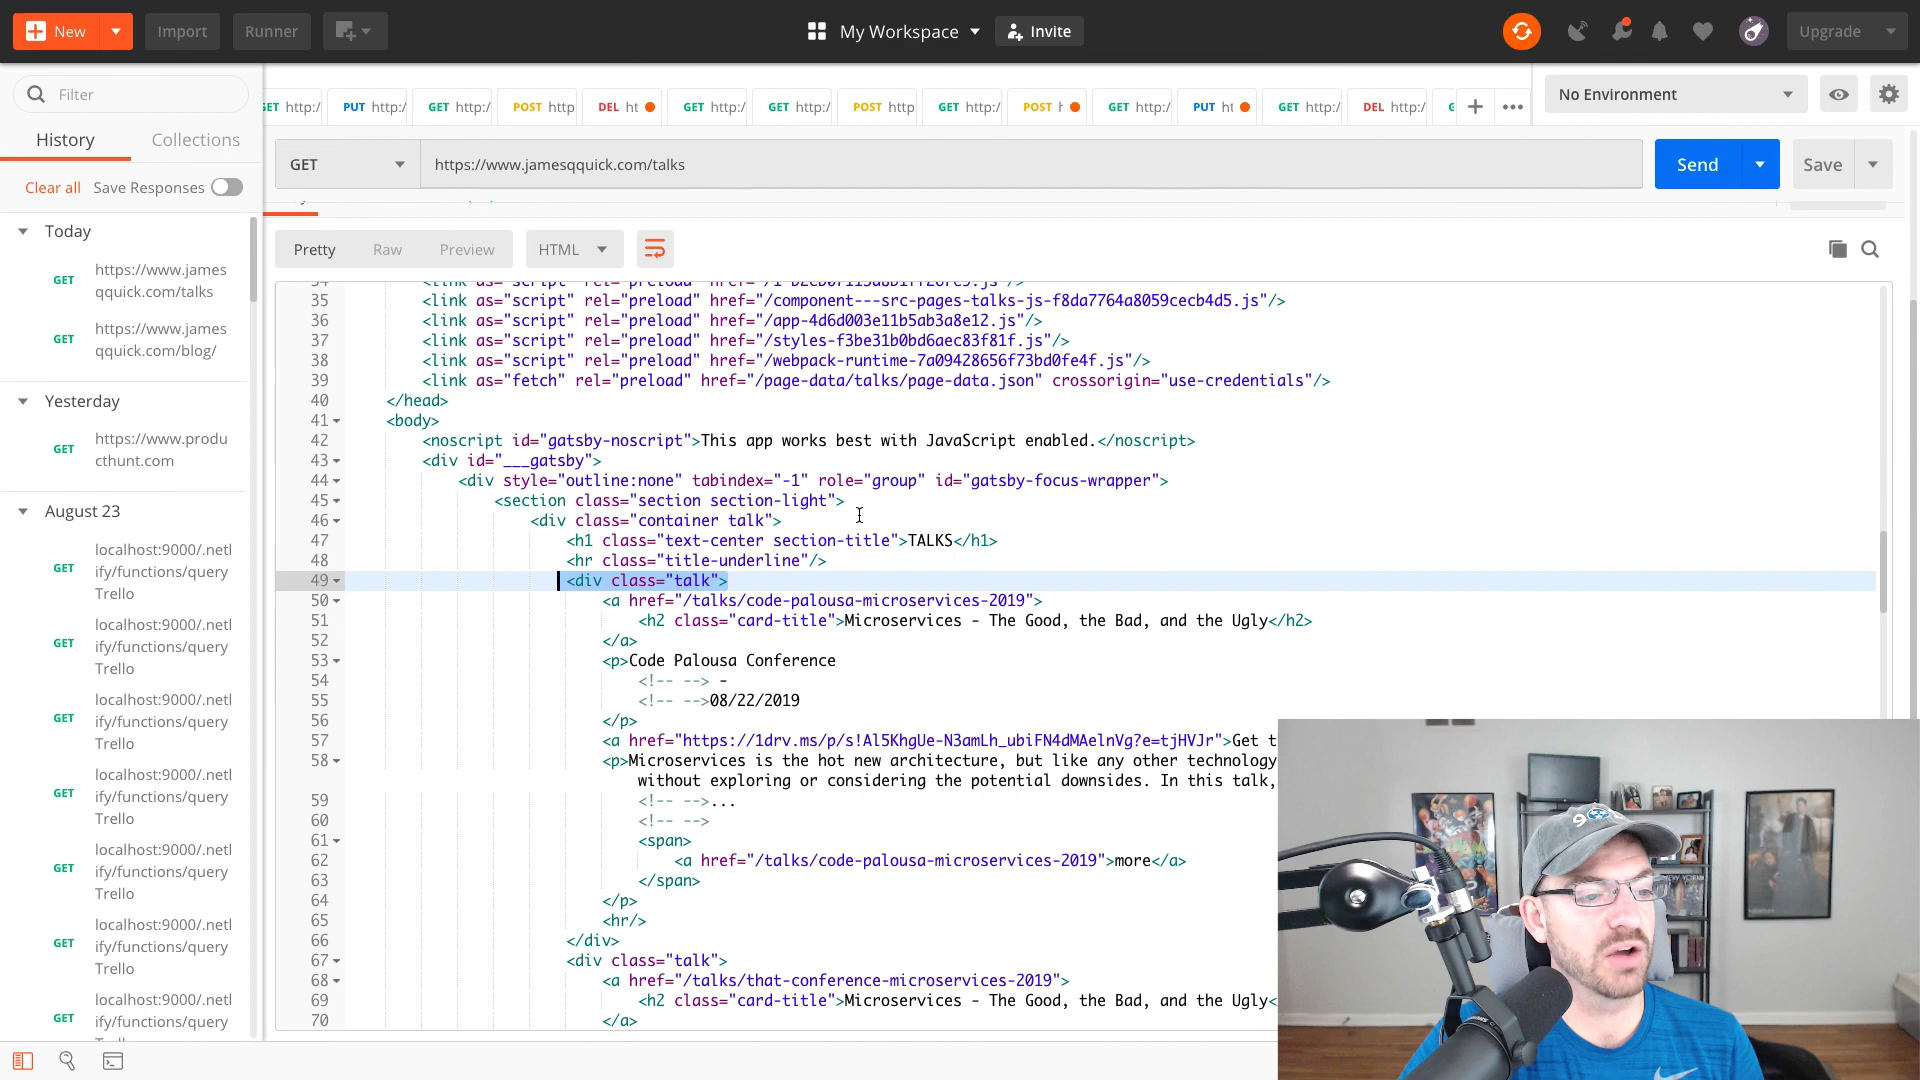 New
Import
Runner
My Workspace
Invite
Upgrade
Filter
GET http:/
PUT http:/
GET http:/
POST http
DEL ht
GET http:/
GET http:/
POST http
GET http:/
POST h
GET http:/
PUT ht
GET http:/
DEL http:/
No Environment
History
Collections
GET
https://www.jamesqquick.com/talks
Send
Save
Clear all
Save Responses
Pretty
Raw
Preview
HTML
Today
GET
https://www.james
qquick.com/talks
GET
https://www.james
qquick.com/blog/
Yesterday
GET
https://www.produ
cthunt.com
August 23
GET
localhost:9000/.netl
ify/functions/query
Trello
GET
localhost:9000/.netl
ify/functions/query
Trello
GET
localhost:9000/.netl
ify/functions/query
Trello
GET
localhost:9000/.netl
ify/functions/query
Trello
GET
localhost:9000/.netl
ify/functions/query
Trello
GET
localhost:9000/.netl
ify/functions/query
Trello
GET
localhost:9000/.netl
ify/functions/query
35 <link as="script" rel="preload" href="/component---src-pages-talks-js-f8da7764a8059cecb4d5.js"/>
36 <link as="script" rel="preload" href="/app-4d6d003e11b5ab3a8e12.js"/>
37 <link as="script" rel="preload" href="/styles-f3be31b0bd6aec83f81f.js"/>
38 <link as="script" rel="preload" href="/webpack-runtime-7a09428656f73bd0fe4f.js"/>
39 <link as="fetch" rel="preload" href="/page-data/talks/page-data.json" crossorigin="use-credentials"/>
40 </head>
41 <body>
42 <noscript id="gatsby-noscript">This app works best with JavaScript enabled.</noscript>
43 <div id="___gatsby">
44 <div style="outline:none" tabindex="-1" role="group" id="gatsby-focus-wrapper">
45 <section class="section section-light">
46 <div class="container talk">
47 <h1 class="text-center section-title">TALKS</h1>
48 <hr class="title-underline"/>
49 <div class="talk">
50 <a href="/talks/code-palousa-microservices-2019">
51 <h2 class="card-title">Microservices - The Good, the Bad, and the Ugly</h2>
52 </a>
53 <p>Code Palousa Conference
54 <!-- --> -
55 <!-- -->08/22/2019
56 </p>
57 <a href="https://1drv.ms/p/s!Al5KhgUe-N3amLh_ubiFN4dMAelnVg?e=tjHVJr">Get t
58 <p>Microservices is the hot new architecture, but like any other technology
without exploring or considering the potential downsides. In this talk,
59 <!-- -->...
60 <!-- -->
61 <span>
62 <a href="/talks/code-palousa-microservices-2019">more</a>
63 </span>
64 </p>
65 <hr/>
66 </div>
67 <div class="talk">
68 <a href="/talks/that-conference-microservices-2019">
69 <h2 class="card-title">Microservices - The Good, the Bad, and the Ugly<
70 </a>